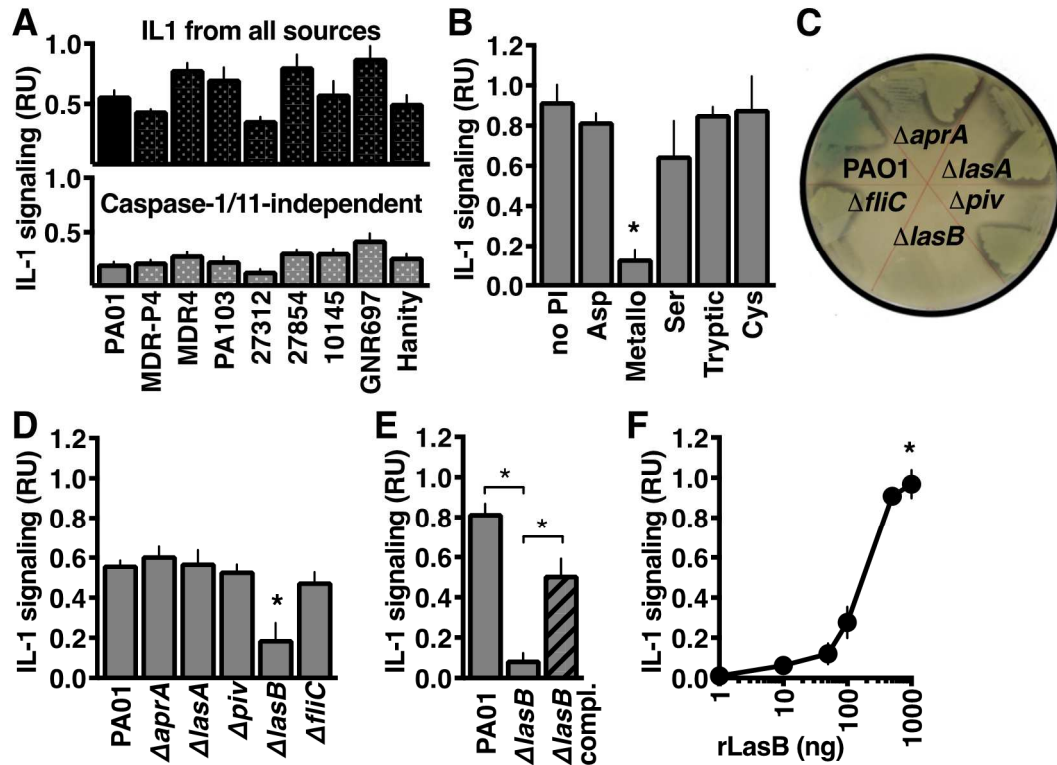 A
IL1 from all sources
1.0
0.5
Caspase-1/11-independent
1.0
0.5
IL-1 signaling (RU)
PA01
MDR-P4
MDR4
PA103
27312
27854
10145
GNR697
Hanity
B
IL-1 signaling (RU)
1.2
1.0
0.8
0.6
0.4
0.2
0.0
*
no PI
Asp
Metallo
Ser
Tryptic
Cys
C
ΔaprA
PAO1
ΔlasA
ΔfliC
Δpiv
ΔlasB
D
IL-1 signaling (RU)
1.2
1.0
0.8
0.6
0.4
0.2
0.0
*
PA01
ΔaprA
ΔlasA
Δpiv
ΔlasB
ΔfliC
E
IL-1 signaling (RU)
1.2
1.0
0.8
0.6
0.4
0.2
0.0
*
*
PA01
ΔlasB
ΔlasB
compl.
F
IL-1 signaling (RU)
1.2
1.0
0.8
0.6
0.4
0.2
0.0
*
1
10
100
1000
rLasB (ng)